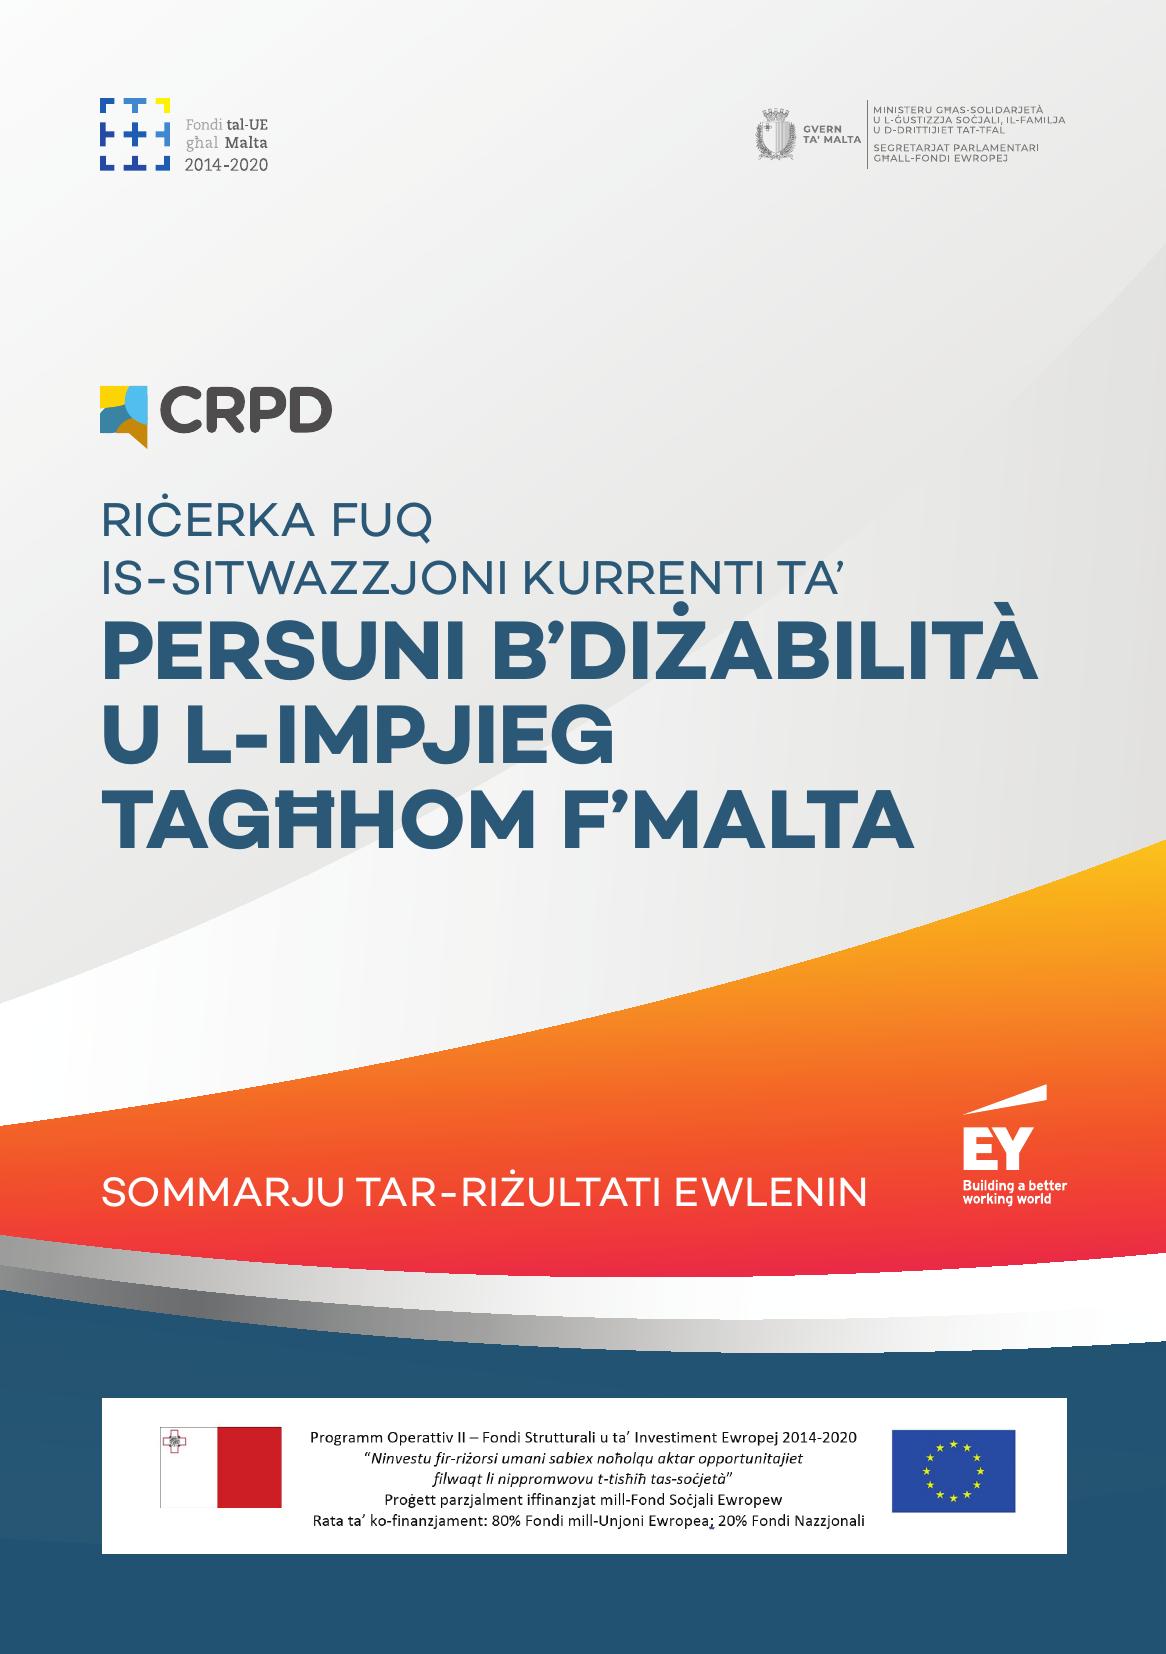 Fondi tal-UE
għal Malta
2014-2020
GVERN
TA' MALTA
MINISTERU GĦAS-SOLIDARJETÀ
U L-ĠUSTIZZJA SOĊJALI, IL-FAMILJA
U D-DRITTIJIET TAT-TFAL
SEGRETARJAT PARLAMENTARI
GĦALL-FONDI EWROPEJ
CRPD
RIĊERKA FUQ
IS-SITWAZZJONI KURRENTI TA’
PERSUNI B’DIŻABILITÀ
U L-IMPJIEG
TAGĦHOM F’MALTA
EY
Building a better
working world
SOMMARJU TAR-RIŻULTATI EWLENIN
Programm Operattiv II – Fondi Strutturali u ta’ Investiment Ewropej 2014-2020
“Ninvestu fir-riżorsi umani sabiex noħolqu aktar opportunitajiet
filwaqt li nippromwovu t-tisħiħ tas-soċjetà”
Proġett parzjalment iffinanzjat mill-Fond Soċjali Ewropew
Rata ta’ ko-finanzjament: 80% Fondi mill-Unjoni Ewropea; 20% Fondi Nazzjonali